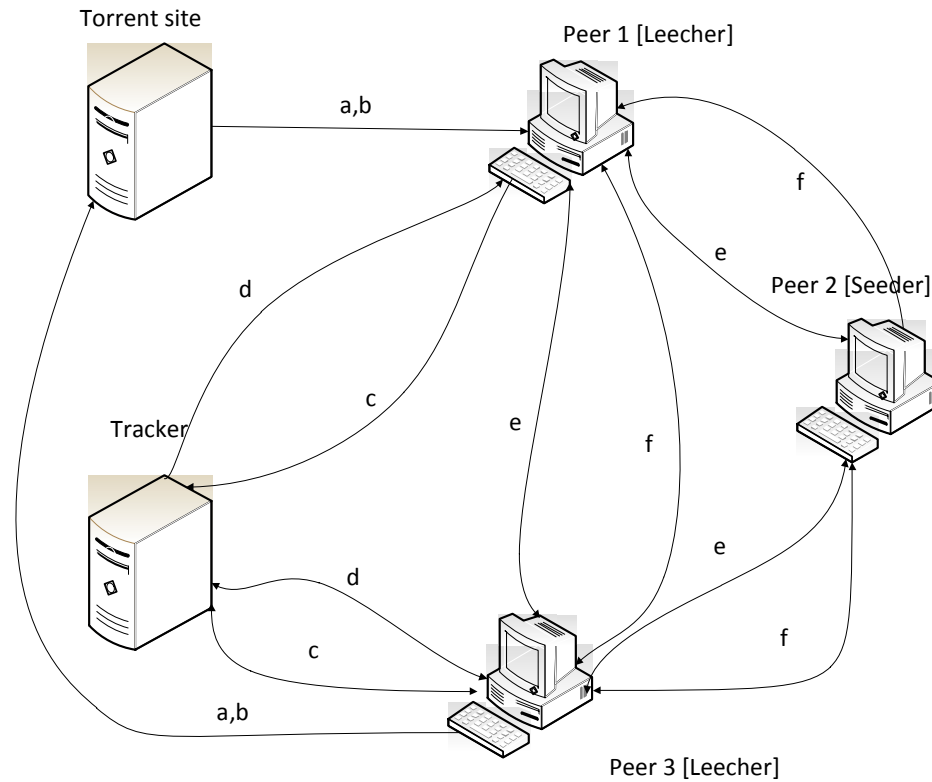 Torrent site
Peer 1 [Leecher]
a,b
f
e
d
Peer 2 [Seeder]
c
Tracker
e
f
e
d
f
c
a,b
Peer 3 [Leecher]